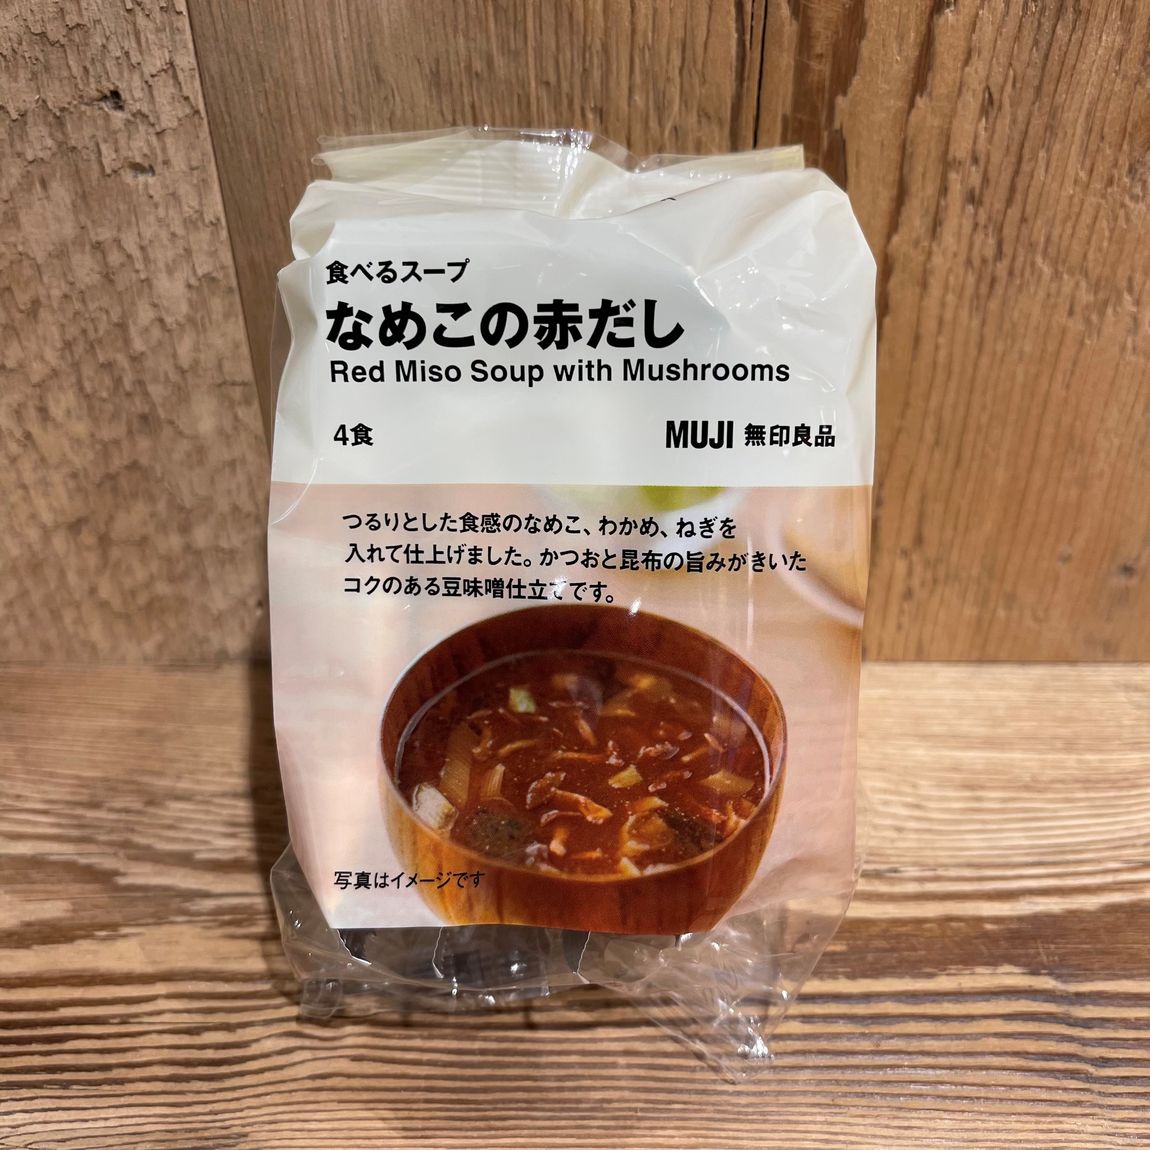 食べるスープ
なめこの赤だし
Red Miso Soup with Mushrooms
4食
MUJI 無印良品
つるりとした食感のなめこ、わかめ、ねぎを
入れて仕上げました。かつおと昆布の旨みがきいた
コクのある豆味噌仕立てです。
写真はイメージです